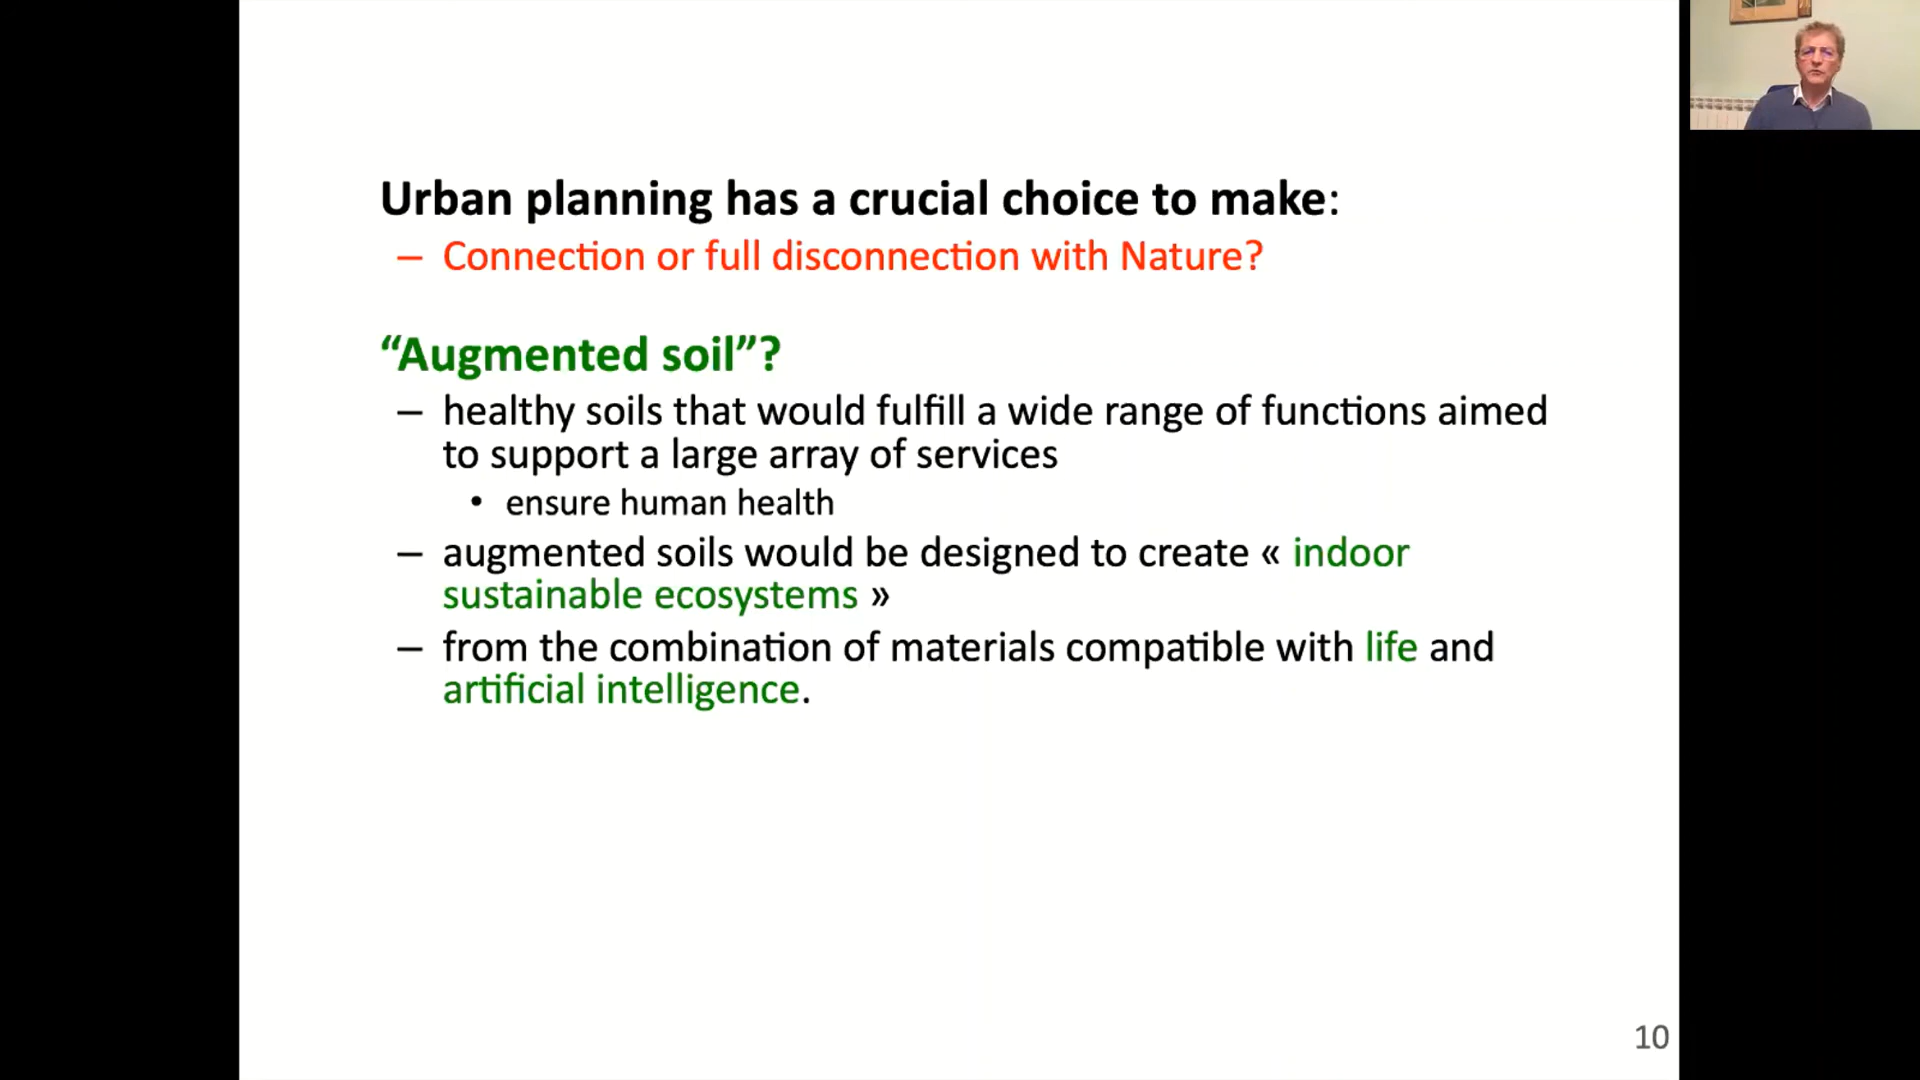 Urban planning has a crucial choice to make:
– Connection or full disconnection with Nature?
“Augmented soil”?
– healthy soils that would fulfill a wide range of functions aimed
to support a large array of services
• ensure human health
– augmented soils would be designed to create « indoor
sustainable ecosystems »
– from the combination of materials compatible with life and
artificial intelligence.
10